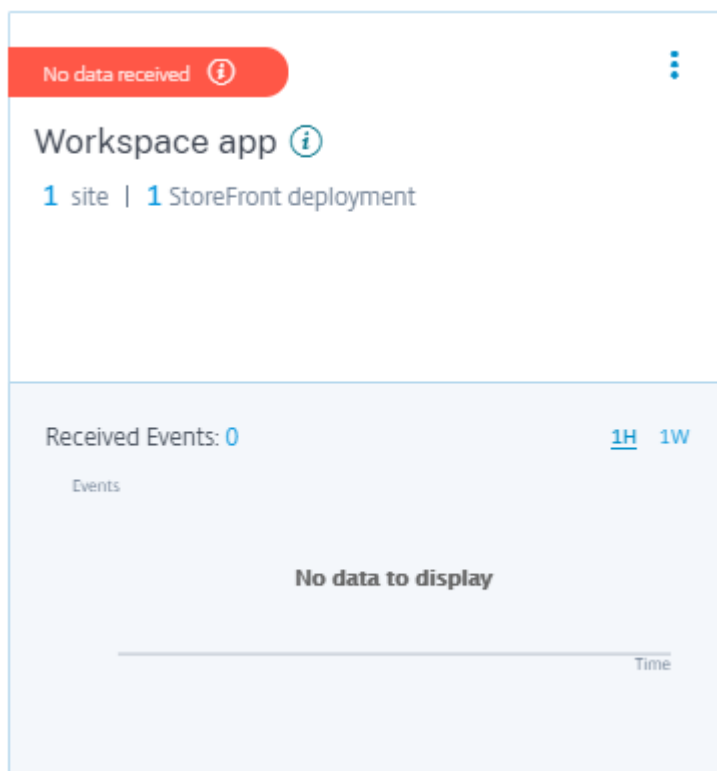 No data received
Workspace app
1 site | 1 StoreFront deployment
Received Events: 0 1H 1W
Events
No data to display
Time